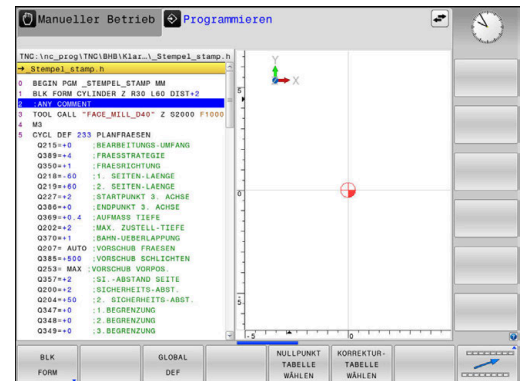 Manueller Betrieb
Programmieren
TNC:\nc_prog\TNC\BHB\Klar…\_Stempel_stamp.h
→_Stempel_stamp.h
0 BEGIN PGM _STEMPEL_STAMP MM
1 BLK FORM CYLINDER Z R30 L60 DIST+2
2 ;ANY COMMENT
3 TOOL CALL "FACE_MILL_D40" Z S2000 F1000
4 M3
5 CYCL DEF 233 PLANFRAESEN
Q215=+0 ;BEARBEITUNGS-UMFANG
Q389=+4 ;FRAESSTRATEGIE
Q350=+1 ;FRAESRICHTUNG
Q218=-60 ;1. SEITEN-LAENGE
Q219=+60 ;2. SEITEN-LAENGE
Q227=+2 ;STARTPUNKT 3. ACHSE
Q386=+0 ;ENDPUNKT 3. ACHSE
Q369=+0.4 ;AUFMASS TIEFE
Q202=+2 ;MAX. ZUSTELL-TIEFE
Q370=+1 ;BAHN-UEBERLAPPUNG
Q207= AUTO ;VORSCHUB FRAESEN
Q385=+500 ;VORSCHUB SCHLICHTEN
Q253= MAX ;VORSCHUB VORPOS.
Q357=+2 ;SI.-ABSTAND SEITE
Q200=+2 ;SICHERHEITS-ABST.
Q204=+50 ;2. SICHERHEITS-ABST.
Q347=+0 ;1.BEGRENZUNG
Q348=+0 ;2.BEGRENZUNG
Q349=+0 ;3.BEGRENZUNG
Y
X
5
0
-5
-5
0
BLK FORM
GLOBAL DEF
NULLPUNKT TABELLE WÄHLEN
KORREKTUR- TABELLE WÄHLEN